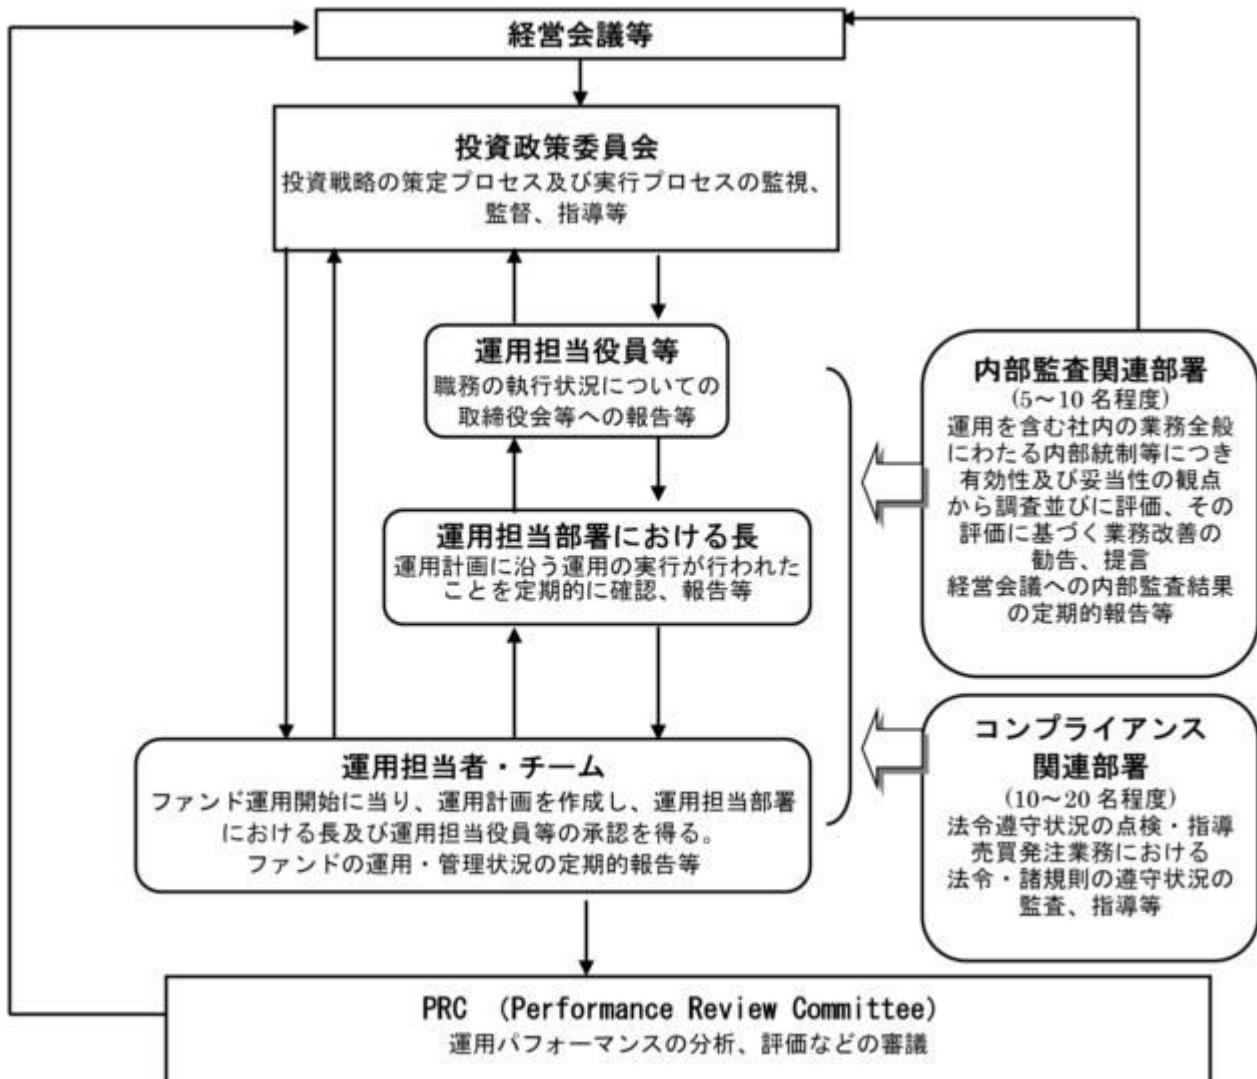 経営会議等
投資政策委員会
投資戦略の策定プロセス及び実行プロセスの監視、
監督、指導等
運用担当役員等
職務の執行状況についての
取締役会等への報告等
運用担当部署における長
運用計画に沿う運用の実行が行われた
ことを定期的に確認、報告等
運用担当者・チーム
ファンド運用開始に当り、運用計画を作成し、運用担当部署
における長及び運用担当役員等の承認を得る。
ファンドの運用・管理状況の定期的報告等
内部監査関連部署
(5～10 名程度)
運用を含む社内の業務全般
にわたる内部統制等につき
有効性及び妥当性の観点
から調査並びに評価、その
評価に基づく業務改善の
勧告、提言
経営会議への内部監査結果
の定期的報告等
コンプライアンス
関連部署
(10～20 名程度)
法令遵守状況の点検・指導
売買発注業務における
法令・諸規則の遵守状況の
監査、指導等
PRC (Performance Review Committee)
運用パフォーマンスの分析、評価などの審議